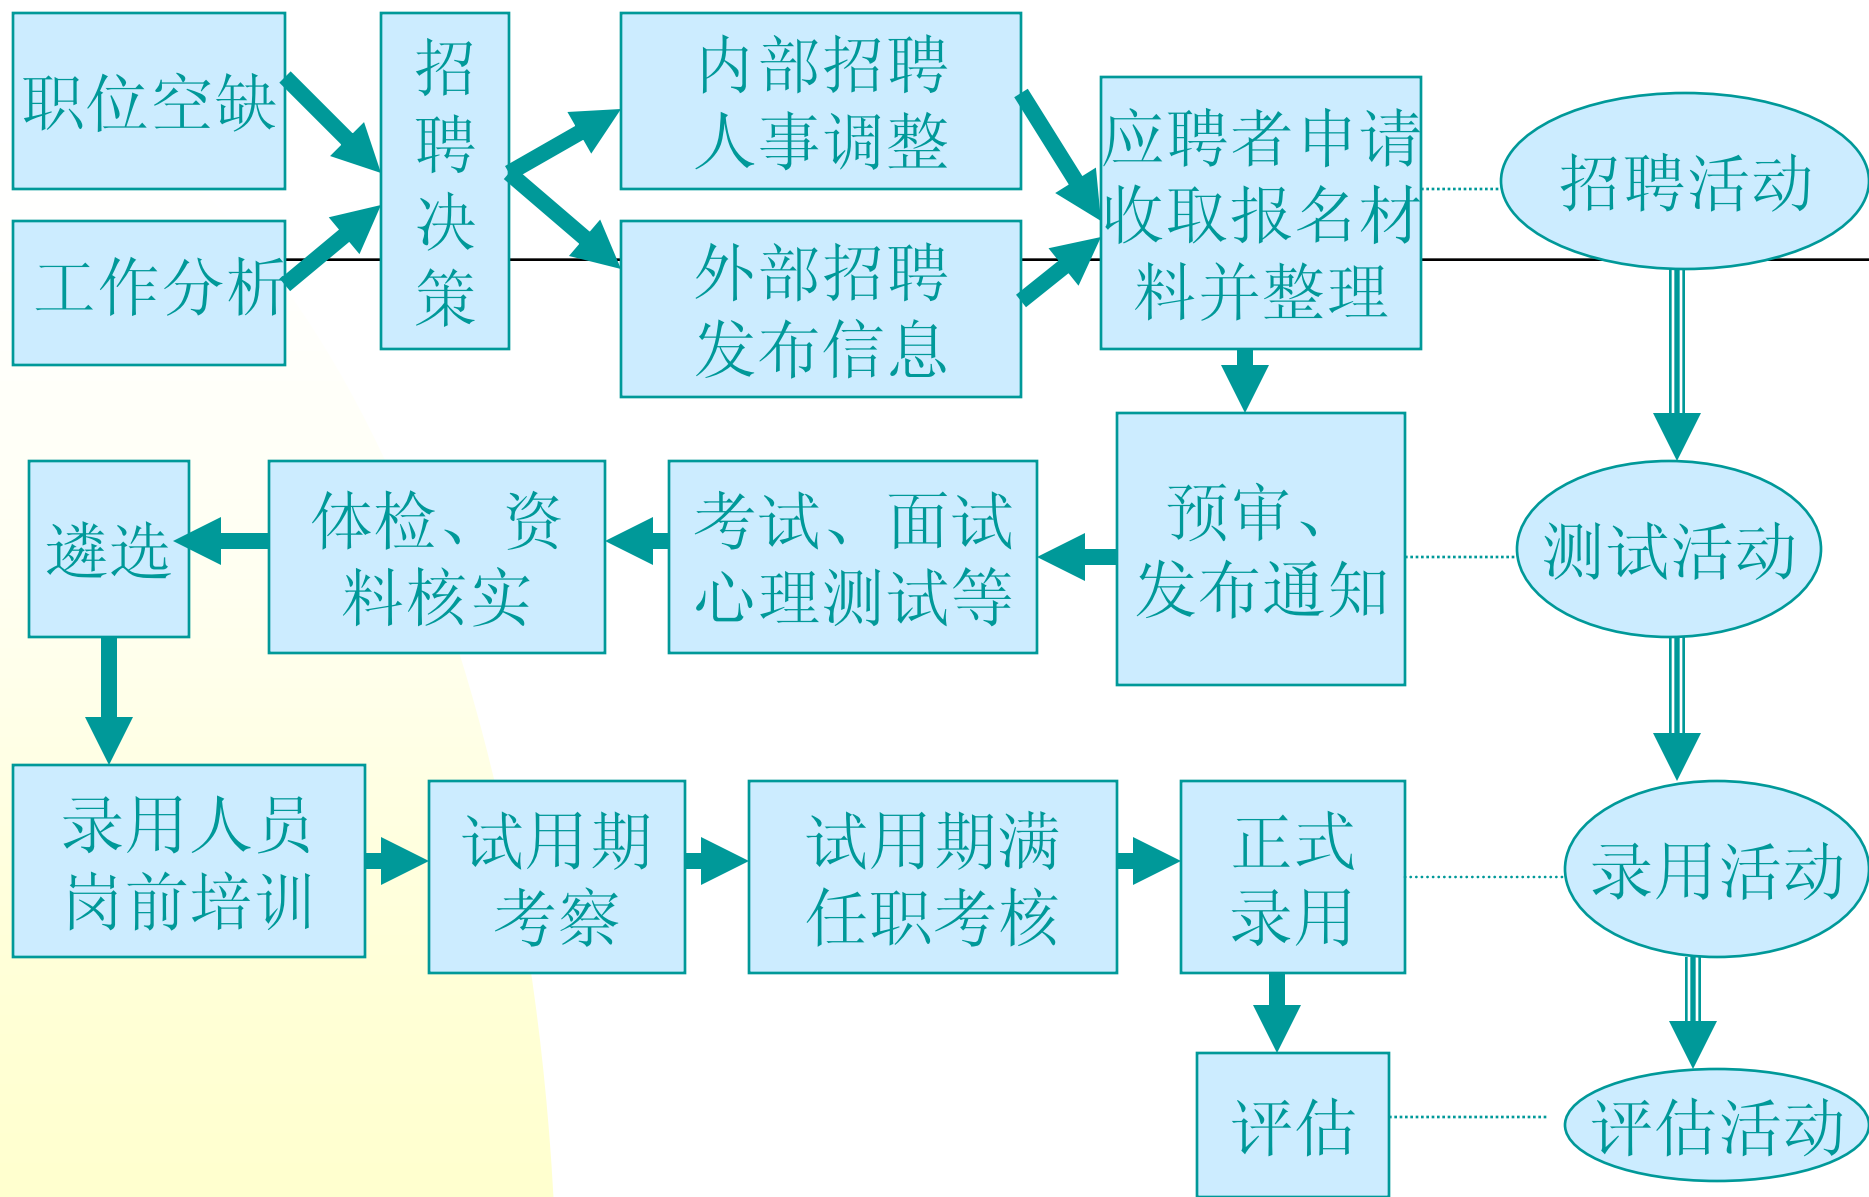 职位空缺
工作分析
招
聘
决
策
内部招聘
人事调整
外部招聘
发布信息
应聘者申请
收取报名材
料并整理
招聘活动
遴选
体检、资
料核实
考试、面试
心理测试等
预审、
发布通知
测试活动
录用人员
岗前培训
试用期
考察
试用期满
任职考核
正式
录用
录用活动
评估
评估活动